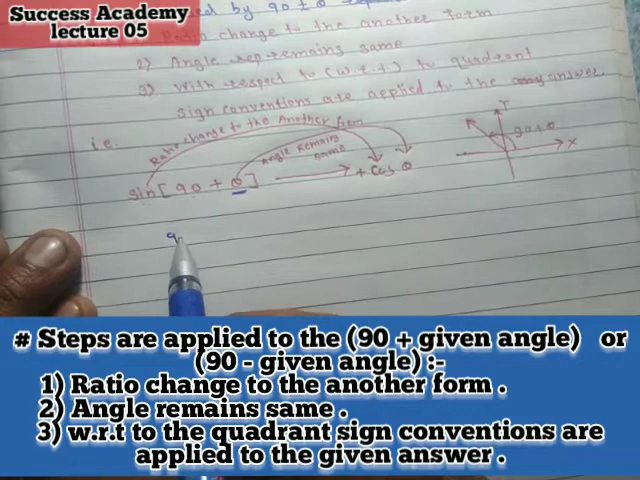 Success Academy
lecture 05
by 90 ± θ
Ratio change to the another form
2) Angle remains same
3) With respect to (w.r.t) to quadrant
sign conventions are applied to the answer.
i.e.
Ratio change to the Another form
Angle Remains
same
sin[90 + θ] + cos θ
Y
90+θ
X
# Steps are applied to the (90 + given angle) or
(90 - given angle) :-
1) Ratio change to the another form .
2) Angle remains same .
3) w.r.t to the quadrant sign conventions are
applied to the given answer .